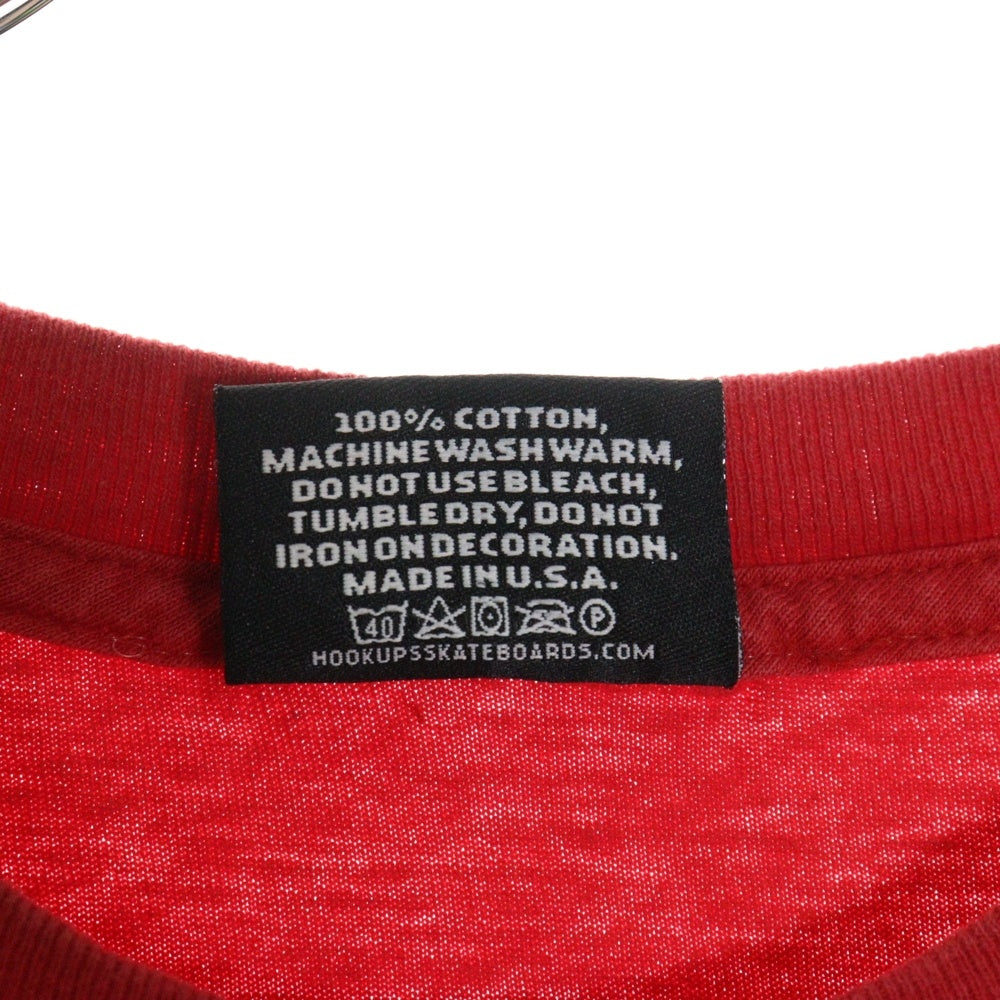 100% COTTON,
MACHINE WASH WARM,
DO NOT USE BLEACH,
TUMBLE DRY, DO NOT
IRON ON DECORATION.
MADE IN U.S.A.
40 P
HOOKUPSSKATEBOARDS.COM